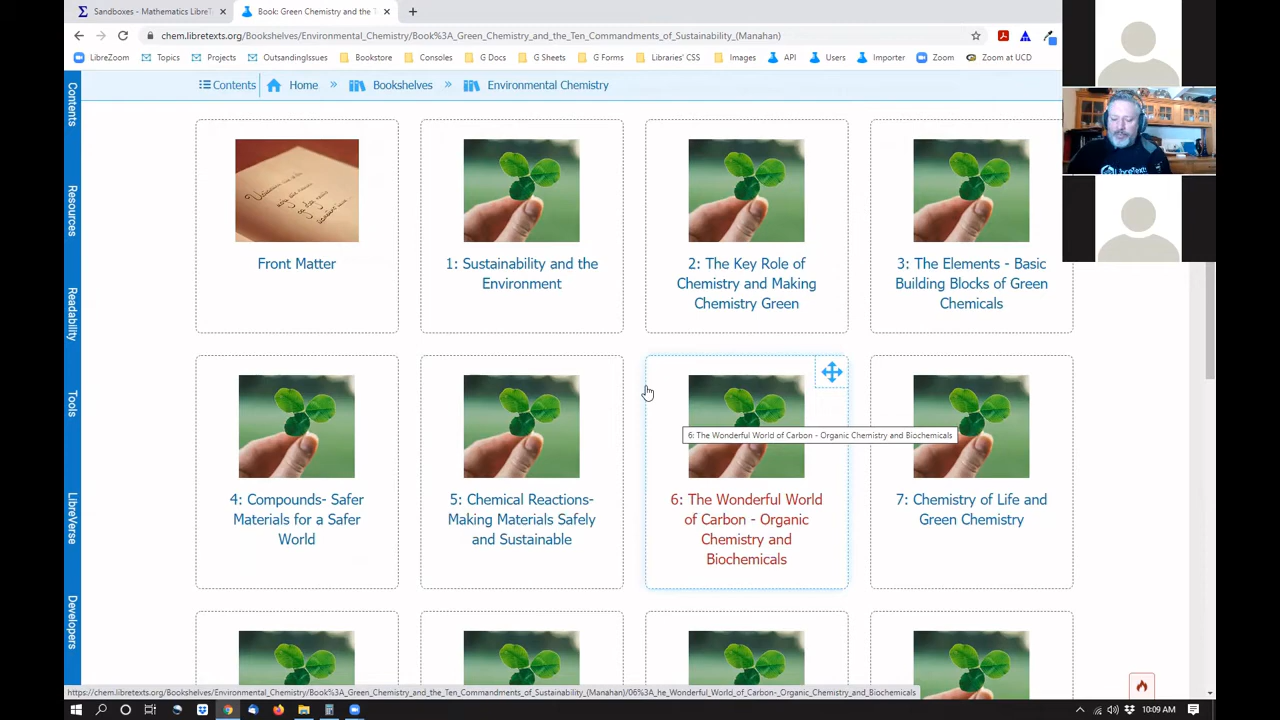 Sandboxes - Mathematics LibreT
Book: Green Chemistry and the T
chem.libretexts.org/Bookshelves/Environmental_Chemistry/Book%3A_Green_Chemistry_and_the_Ten_Commandments_of_Sustainability_(Manahan)
LibreZoom Topics Projects OutsandingIssues Bookstore Consoles G Docs G Sheets G Forms Libraries' CSS Images API Users Importer Zoom Zoom at UCD
Contents Home » Bookshelves » Environmental Chemistry
Contents
Resources
Readability
Tools
LibreVerse
Developers
Front Matter
1: Sustainability and the
Environment
2: The Key Role of
Chemistry and Making
Chemistry Green
3: The Elements - Basic
Building Blocks of Green
Chemicals
4: Compounds- Safer
Materials for a Safer
World
5: Chemical Reactions-
Making Materials Safely
and Sustainable
6: The Wonderful World of Carbon - Organic Chemistry and Biochemicals
6: The Wonderful World
of Carbon - Organic
Chemistry and
Biochemicals
7: Chemistry of Life and
Green Chemistry
https://chem.libretexts.org/Bookshelves/Environmental_Chemistry/Book%3A_Green_Chemistry_and_the_Ten_Commandments_of_Sustainability_(Manahan)/06%3A_he_Wonderful_World_of_Carbon-_Organic_Chemistry_and_Biochemicals
10:09 AM